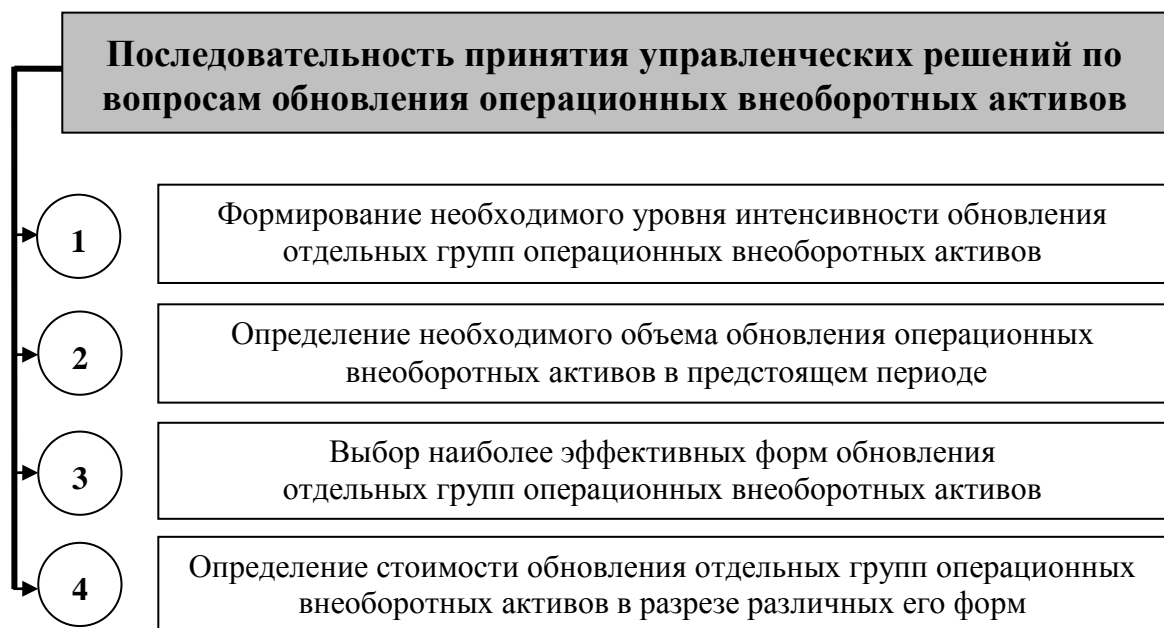 Последовательность принятия управленческих решений по
вопросам обновления операционных внеоборотных активов
1
Формирование необходимого уровня интенсивности обновления
отдельных групп операционных внеоборотных активов
2
Определение необходимого объема обновления операционных
внеоборотных активов в предстоящем периоде
3
Выбор наиболее эффективных форм обновления
отдельных групп операционных внеоборотных активов
4
Определение стоимости обновления отдельных групп операционных
внеоборотных активов в разрезе различных его форм